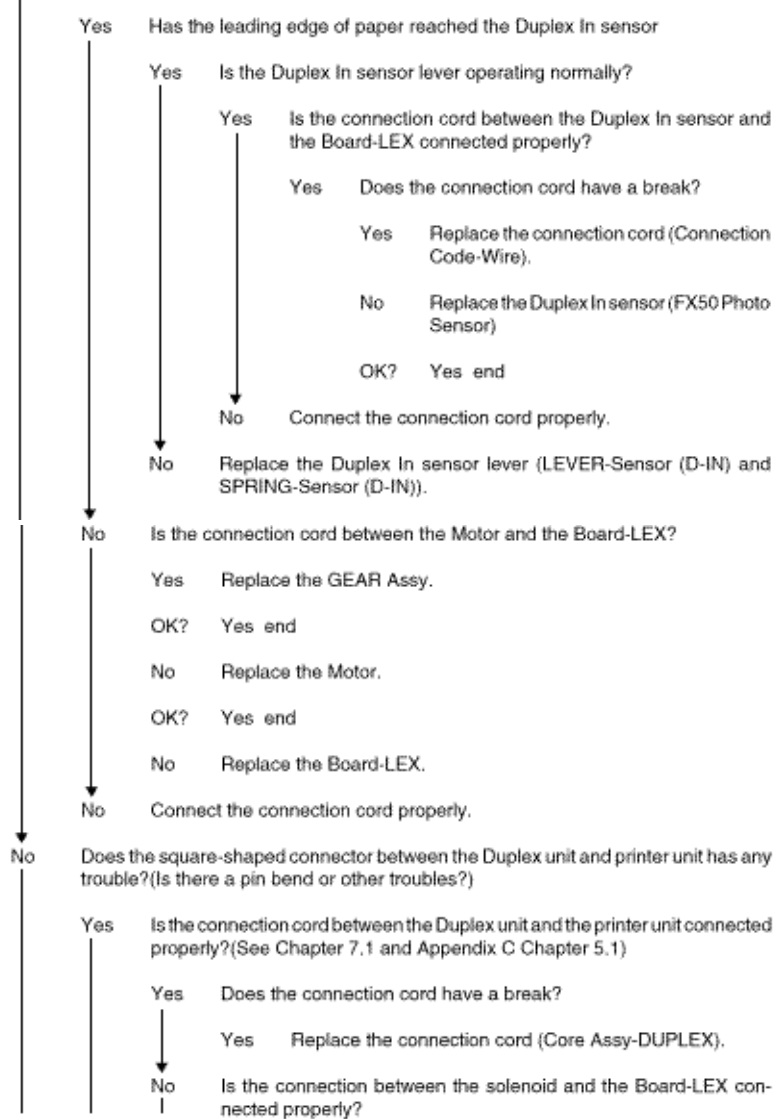 Yes Has the leading edge of paper reached the Duplex In sensor
Yes Is the Duplex In sensor lever operating normally?
Yes Is the connection cord between the Duplex In sensor and
the Board-LEX connected properly?
Yes Does the connection cord have a break?
Yes Replace the connection cord (Connection
Code-Wire).
No Replace the Duplex In sensor (FX50 Photo
Sensor)
OK? Yes end
No Connect the connection cord properly.
No Replace the Duplex In sensor lever (LEVER-Sensor (D-IN) and
SPRING-Sensor (D-IN)).
No Is the connection cord between the Motor and the Board-LEX?
Yes Replace the GEAR Assy.
OK? Yes end
No Replace the Motor.
OK? Yes end
No Replace the Board-LEX.
No Connect the connection cord properly.
No Does the square-shaped connector between the Duplex unit and printer unit has any
trouble?(Is there a pin bend or other troubles?)
Yes Is the connection cord between the Duplex unit and the printer unit connected
properly?(See Chapter 7.1 and Appendix C Chapter 5.1)
Yes Does the connection cord have a break?
Yes Replace the connection cord (Core Assy-DUPLEX).
No Is the connection between the solenoid and the Board-LEX con-
nected properly?